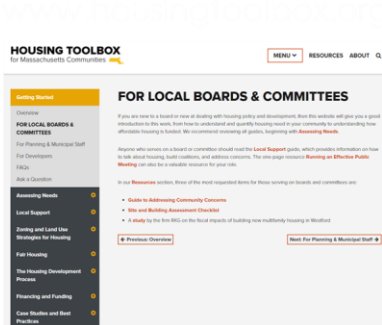 www.housingtoolbox.org
HOUSING TOOLBOX
for Massachusetts Communities
MENU
RESOURCES
ABOUT
Getting Started
Overview
FOR LOCAL BOARDS &
COMMITTEES
For Planning & Municipal Staff
For Developers
FAQs
Ask a Question
Assessing Needs
Local Support
Zoning and Land Use
Strategies for Housing
Fair Housing
The Housing Development
Process
Financing and Funding
Case Studies and Best
Practices
FOR LOCAL BOARDS & COMMITTEES
If you are new to a board or new at dealing with housing policy and development, then this website will give you a good
introduction to this work, from how to understand and quantify housing need in your community to understanding how
affordable housing is funded. We recommend reviewing all guides, beginning with Assessing Needs.
Anyone who serves on a board or committee should read the Local Support guide, which provides information on how
to talk about housing, build coalitions, and address concerns. The one-page resource Running an Effective Public
Meeting can also be a valuable resource for your role.
In our Resources section, three of the most requested items for those serving on boards and committees are:
• Guide to Addressing Community Concerns
• Site and Building Assessment Checklist
• A study by the firm RKG on the fiscal impacts of building new multifamily housing in Westford.
← Previous: Overview
Next: For Planning & Municipal Staff →